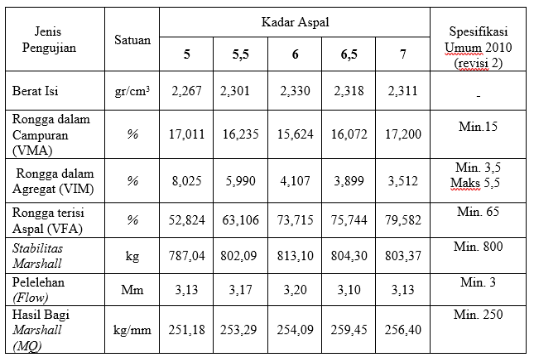 Jenis Pengujian Satuan Kadar Aspal Spesifikasi Umum 2010 (revisi 2)
5 5,5 6 6,5 7
Berat Isi gr/cm³ 2,267 2,301 2,330 2,318 2,311 -
Rongga dalam Campuran (VMA) % 17,011 16,235 15,624 16,072 17,200 Min.15
Rongga dalam Agregat (VIM) % 8,025 5,990 4,107 3,899 3,512 Min. 3,5 Maks 5,5
Rongga terisi Aspal (VFA) % 52,824 63,106 73,715 75,744 79,582 Min. 65
Stabilitas Marshall kg 787,04 802,09 813,10 804,30 803,37 Min. 800
Pelelehan (Flow) Mm 3,13 3,17 3,20 3,10 3,13 Min. 3
Hasil Bagi Marshall (MQ) kg/mm 251,18 253,29 254,09 259,45 256,40 Min. 250